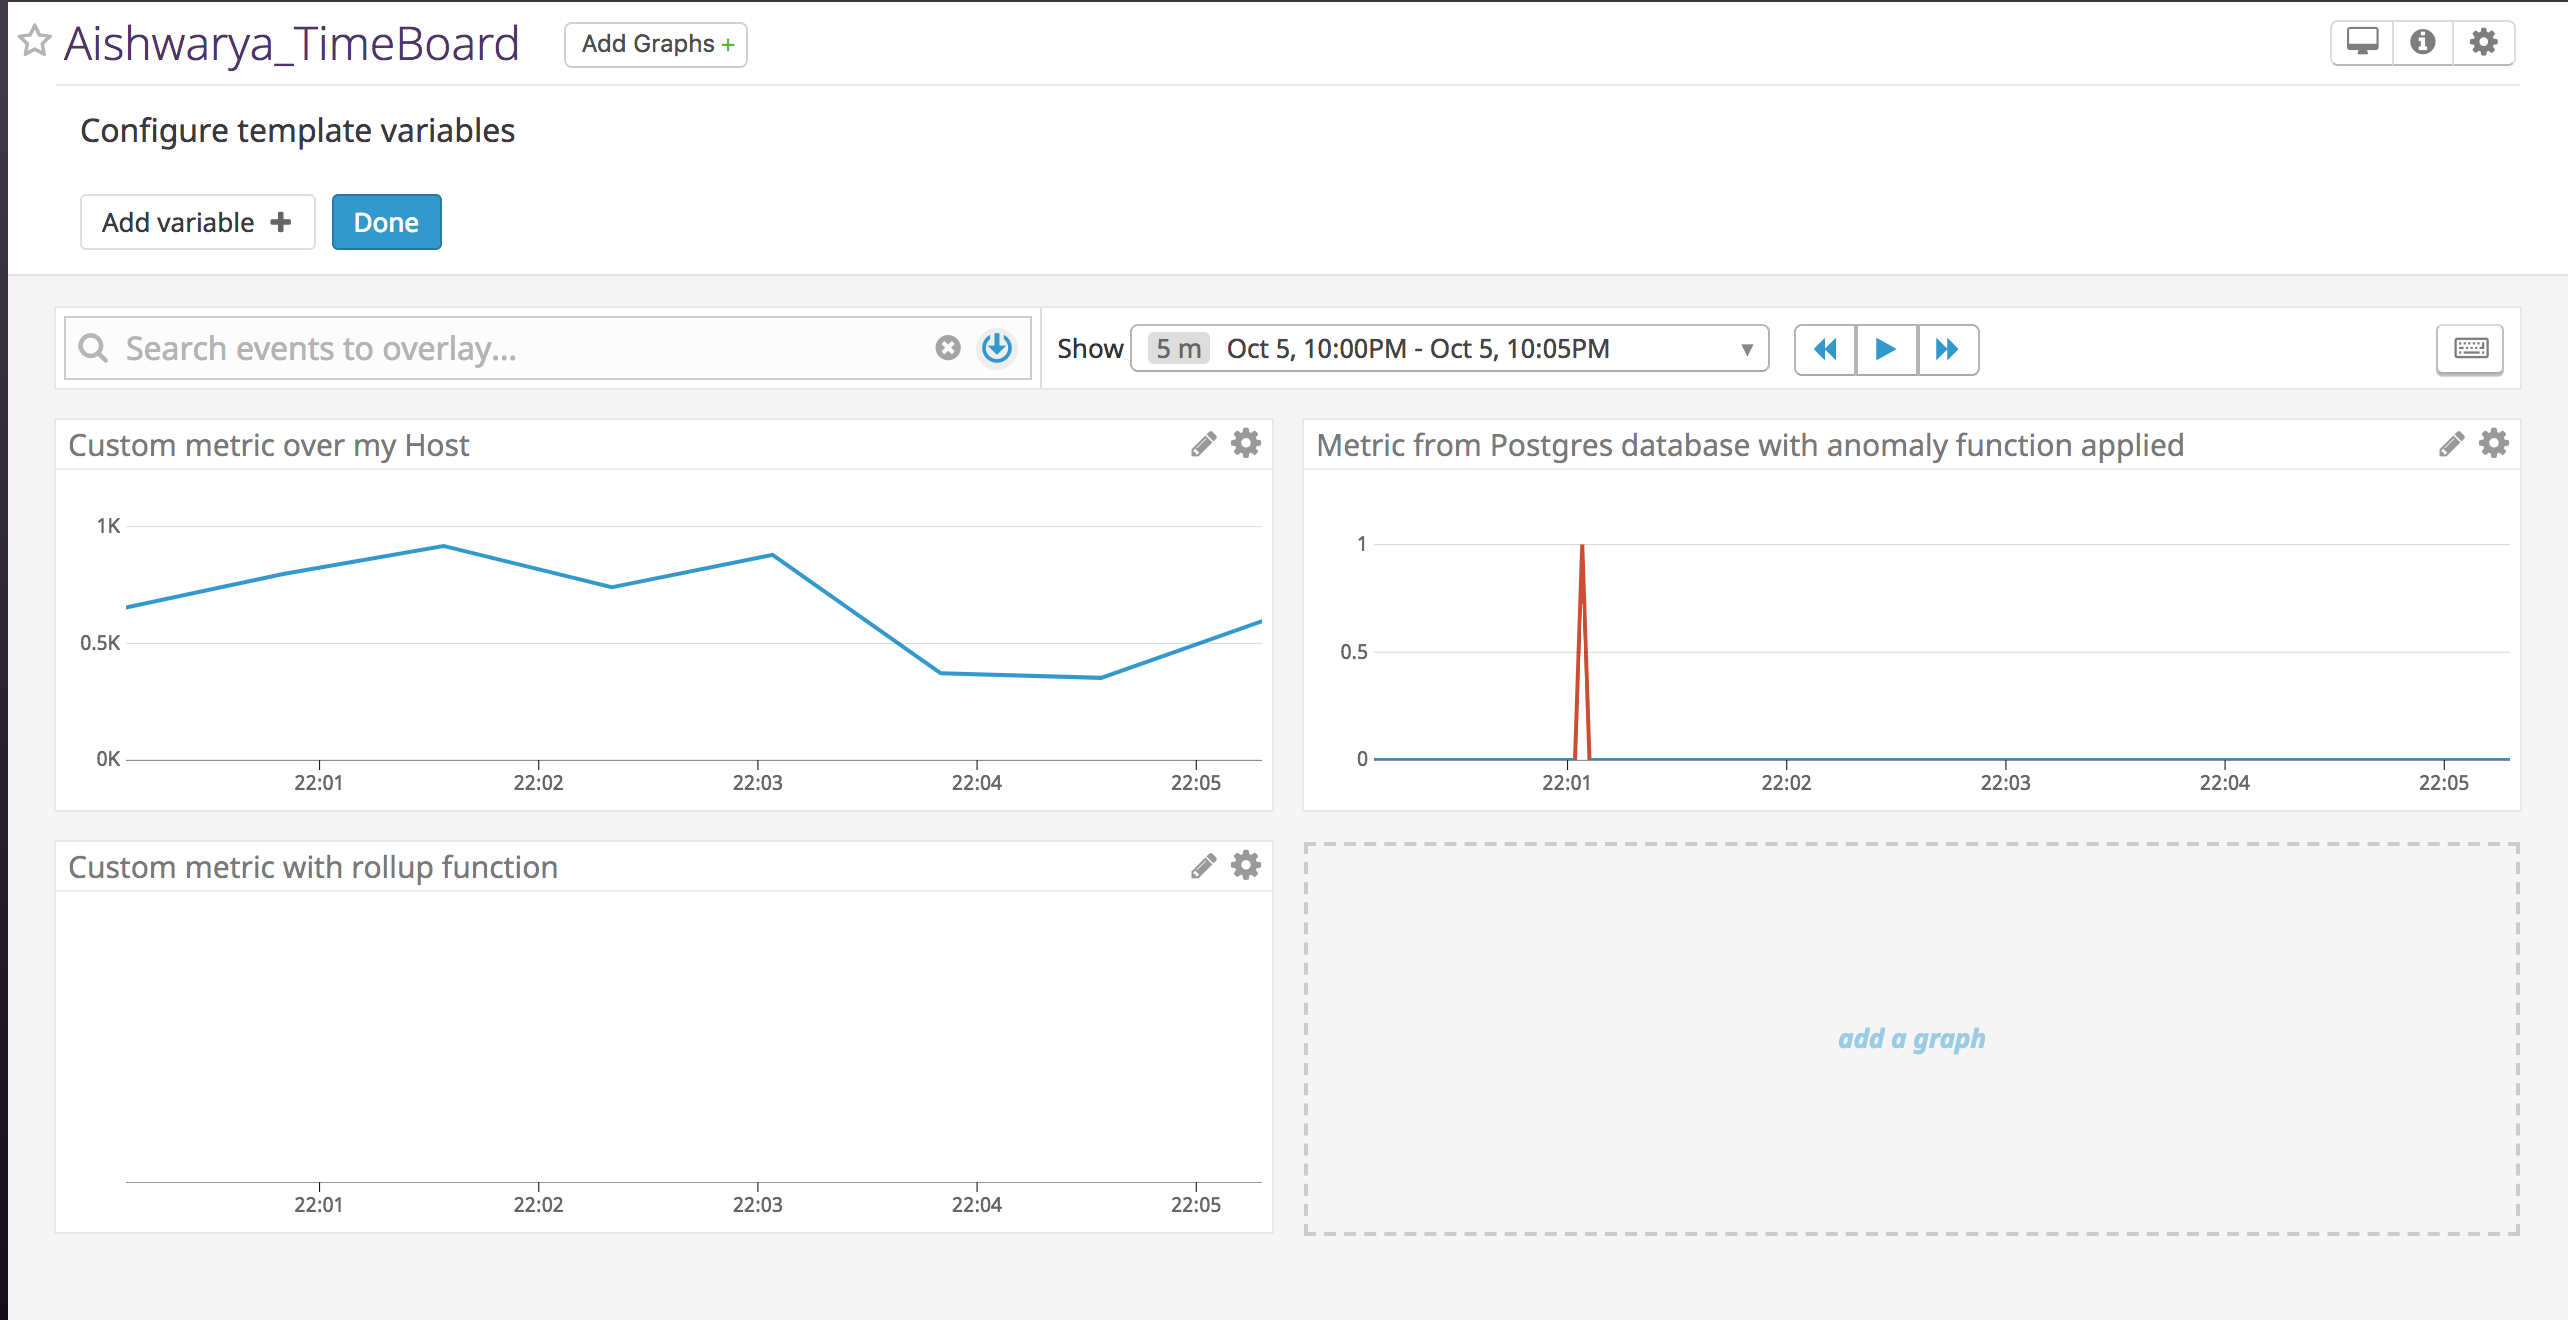 Aishwarya_TimeBoard
Add Graphs +
Configure template variables
Add variable +
Done
Search events to overlay...
Show 5 m Oct 5, 10:00PM - Oct 5, 10:05PM
Custom metric over my Host
1K
0.5K
0K
22:01 22:02 22:03 22:04 22:05
Metric from Postgres database with anomaly function applied
1
0.5
0
22:01 22:02 22:03 22:04 22:05
Custom metric with rollup function
22:01 22:02 22:03 22:04 22:05
add a graph